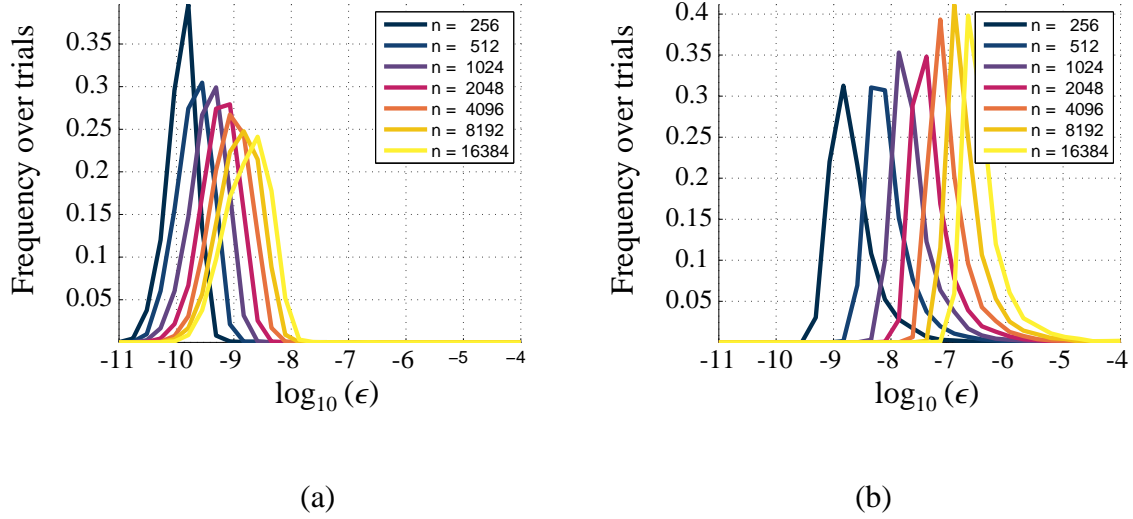 Frequency over trials
0.35
0.3
0.25
0.2
0.15
0.1
0.05
-11 -10 -9 -8 -7 -6 -5 -4
log10 (ϵ)
n = 256
n = 512
n = 1024
n = 2048
n = 4096
n = 8192
n = 16384
(a)
Frequency over trials
0.4
0.35
0.3
0.25
0.2
0.15
0.1
0.05
-11 -10 -9 -8 -7 -6 -5 -4
log10 (ϵ)
n = 256
n = 512
n = 1024
n = 2048
n = 4096
n = 8192
n = 16384
(b)